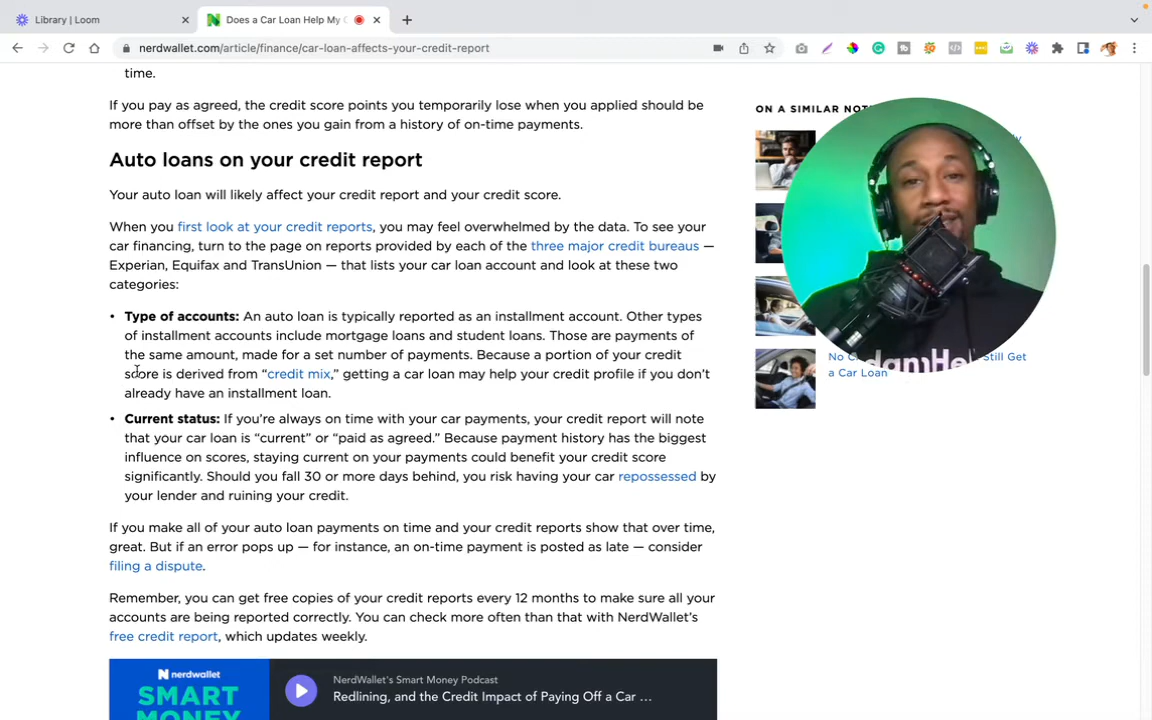 Library | Loom
Does a Car Loan Help My C
nerdwallet.com/article/finance/car-loan-affects-your-credit-report
time.
If you pay as agreed, the credit score points you temporarily lose when you applied should be
more than offset by the ones you gain from a history of on-time payments.
Auto loans on your credit report
Your auto loan will likely affect your credit report and your credit score.
When you first look at your credit reports, you may feel overwhelmed by the data. To see your
car financing, turn to the page on reports provided by each of the three major credit bureaus —
Experian, Equifax and TransUnion — that lists your car loan account and look at these two
categories:
• Type of accounts: An auto loan is typically reported as an installment account. Other types
of installment accounts include mortgage loans and student loans. Those are payments of
the same amount, made for a set number of payments. Because a portion of your credit
score is derived from “credit mix,” getting a car loan may help your credit profile if you don’t
already have an installment loan.
• Current status: If you’re always on time with your car payments, your credit report will note
that your car loan is “current” or “paid as agreed.” Because payment history has the biggest
influence on scores, staying current on your payments could benefit your credit score
significantly. Should you fall 30 or more days behind, you risk having your car repossessed by
your lender and ruining your credit.
If you make all of your auto loan payments on time and your credit reports show that over time,
great. But if an error pops up — for instance, an on-time payment is posted as late — consider
filing a dispute.
Remember, you can get free copies of your credit reports every 12 months to make sure all your
accounts are being reported correctly. You can check more often than that with NerdWallet’s
free credit report, which updates weekly.
nerdwallet
SMART
MONEY
NerdWallet’s Smart Money Podcast
Redlining, and the Credit Impact of Paying Off a Car ...
ON A SIMILAR NOT
No C
Still Get
a Car Loan